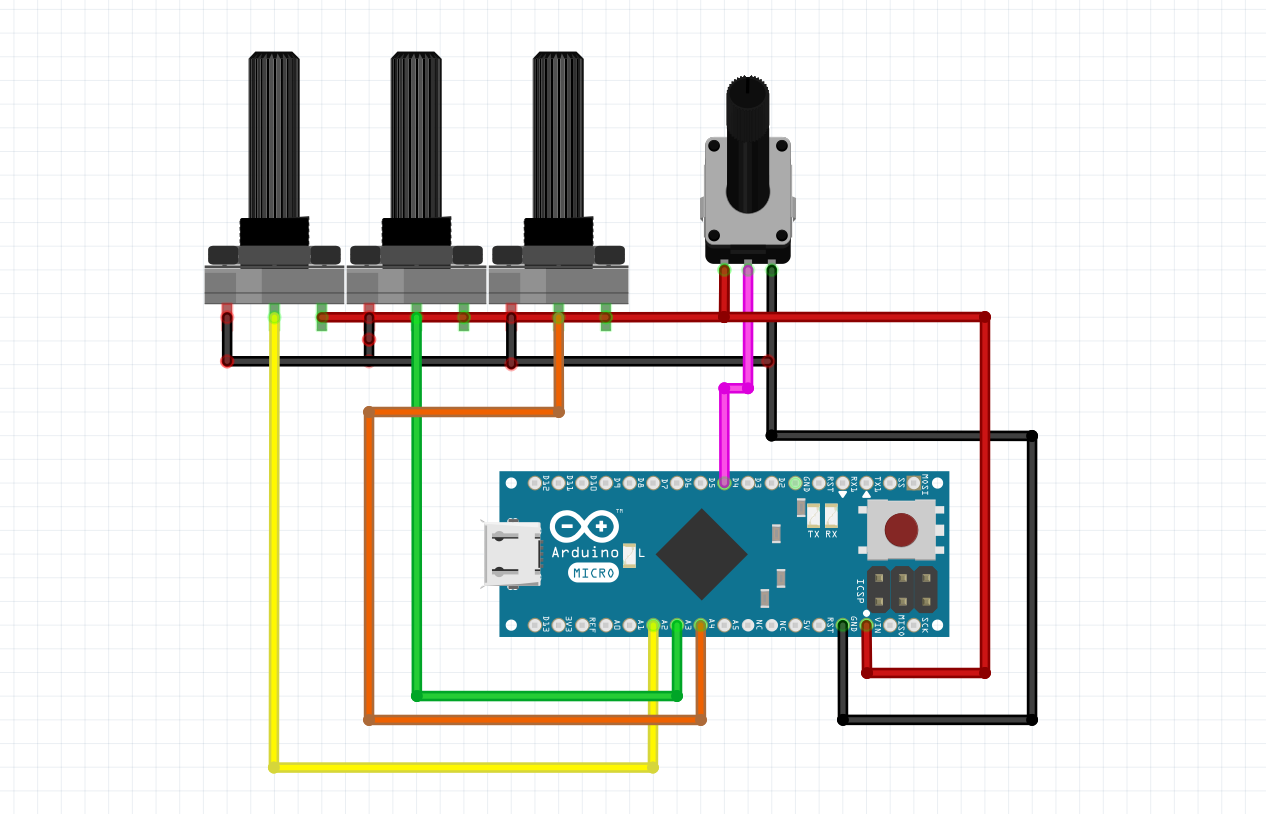 D12 D11 D10 D9 D8 D7 D6 D5 D4 D3 D2 GND RST RX1 TX1 SS MOSI
TM
Arduino
L
TX RX
MICRO
ICSP
D13 3V3 REF A0 A1 A2 A3 A4 A5 NC NC 5V RST GND VIN MISO SCK